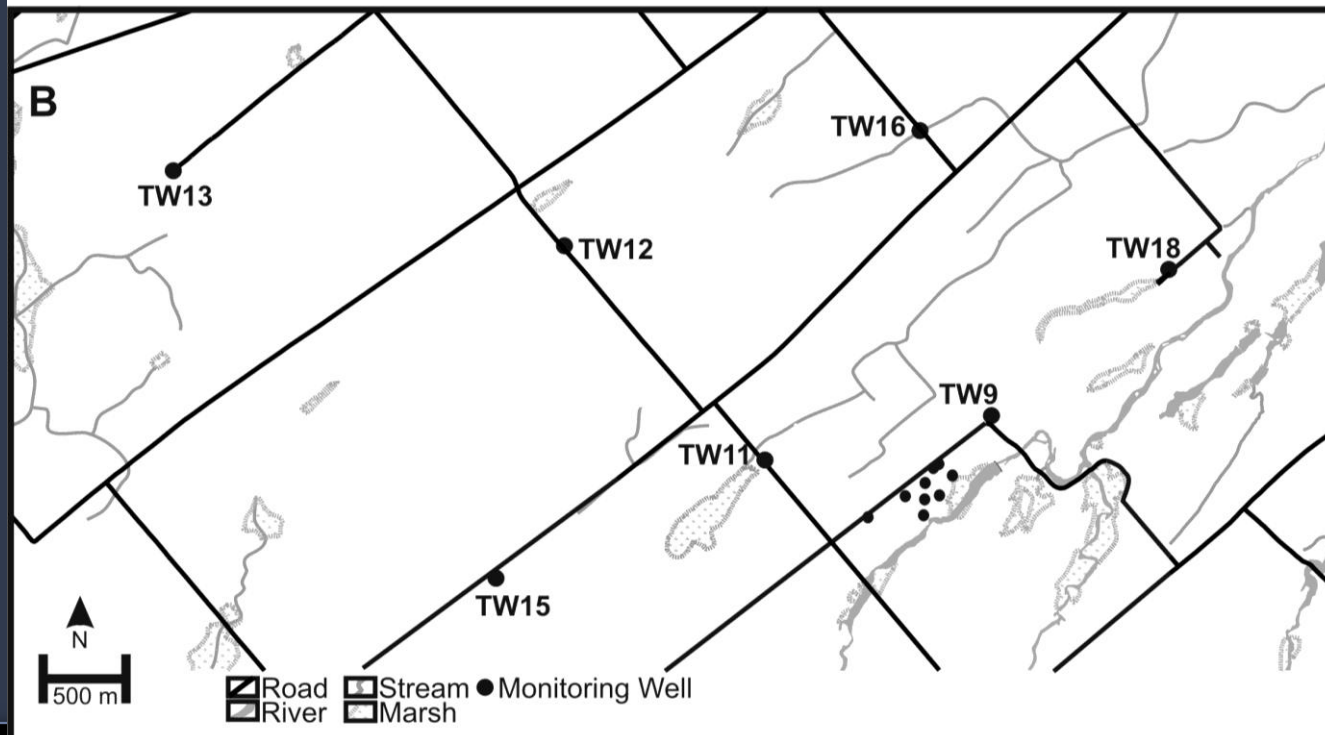 B
TW16
TW13
TW12
TW18
TW9
TW11
TW15
N
500 m
Road Stream Monitoring Well
River Marsh